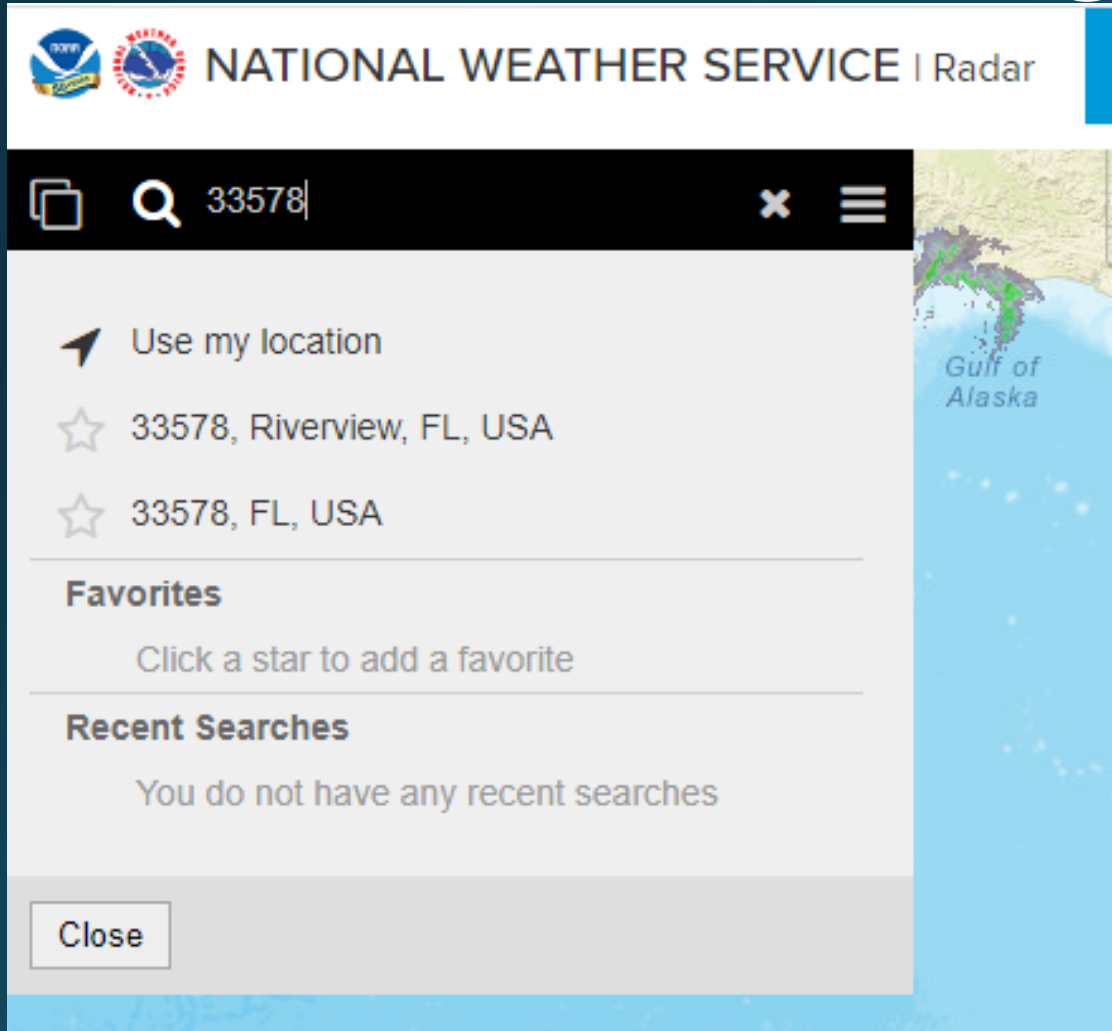 NATIONAL WEATHER SERVICE | Radar
33578
Use my location
33578, Riverview, FL, USA
33578, FL, USA
Favorites
Click a star to add a favorite
Recent Searches
You do not have any recent searches
Close
Gulf of
Alaska